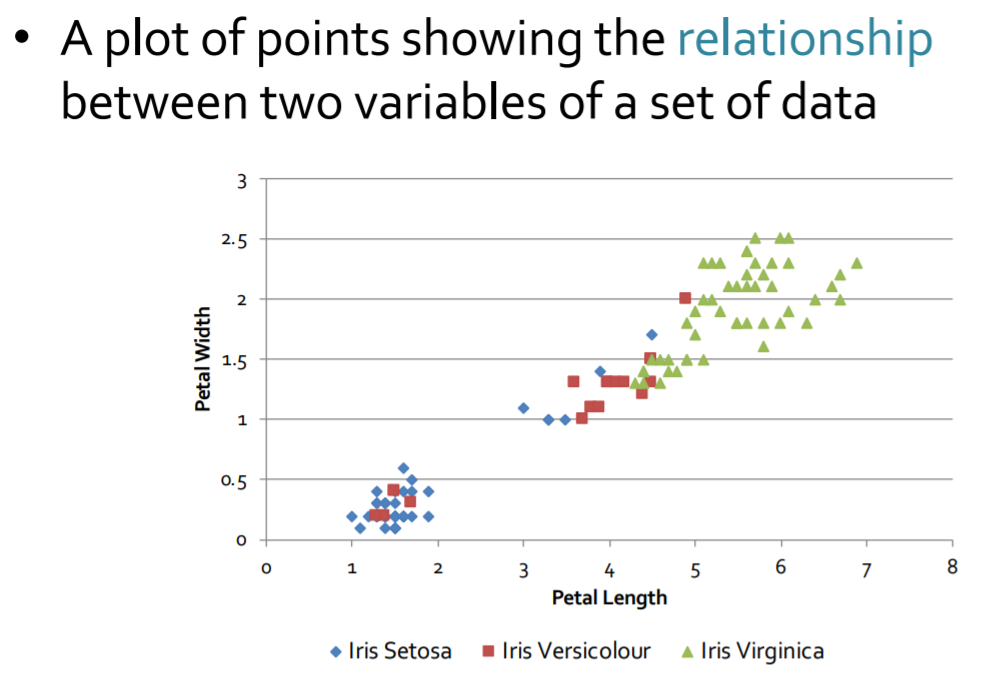 • A plot of points showing the relationship
between two variables of a set of data
3
2.5
2
1.5
1
0.5
0
Petal Width
0 1 2 3 4 5 6 7 8
Petal Length
Iris Setosa Iris Versicolour Iris Virginica